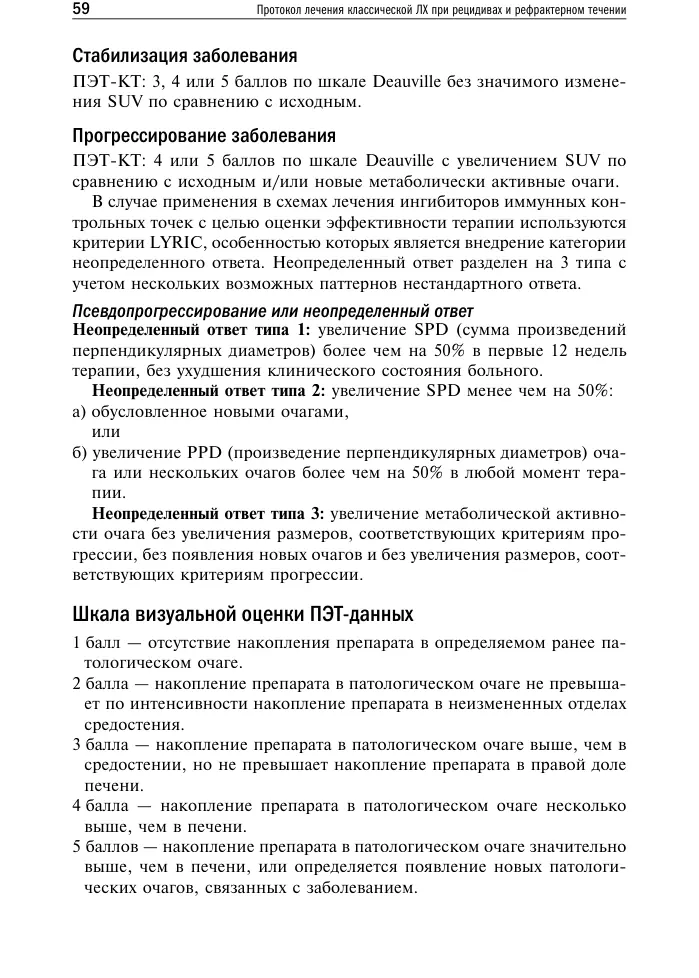 59
Протокол лечения классической ЛХ при рецидивах и рефрактерном течении
Стабилизация заболевания
ПЭТ-КТ: 3, 4 или 5 баллов по шкале Deauville без значимого измене-
ния SUV по сравнению с исходным.
Прогрессирование заболевания
ПЭТ-КТ: 4 или 5 баллов по шкале Deauville с увеличением SUV по
сравнению с исходным и/или новые метаболически активные очаги.
В случае применения в схемах лечения ингибиторов иммунных кон-
трольных точек с целью оценки эффективности терапии используются
критерии LYRIC, особенностью которых является внедрение категории
неопределенного ответа. Неопределенный ответ разделен на 3 типа с
учетом нескольких возможных паттернов нестандартного ответа.
Псевдопрогрессирование или неопределенный ответ
Неопределенный ответ типа 1: увеличение SPD (сумма произведений
перпендикулярных диаметров) более чем на 50% в первые 12 недель
терапии, без ухудшения клинического состояния больного.
Неопределенный ответ типа 2: увеличение SPD менее чем на 50%:
а) обусловленное новыми очагами,
или
б) увеличение PPD (произведение перпендикулярных диаметров) оча-
га или нескольких очагов более чем на 50% в любой момент тера-
пии.
Неопределенный ответ типа 3: увеличение метаболической активно-
сти очага без увеличения размеров, соответствующих критериям про-
грессии, без появления новых очагов и без увеличения размеров, соот-
ветствующих критериям прогрессии.
Шкала визуальной оценки ПЭТ-данных
1 балл — отсутствие накопления препарата в определяемом ранее па-
тологическом очаге.
2 балла — накопление препарата в патологическом очаге не превыша-
ет по интенсивности накопление препарата в неизмененных отделах
средостения.
3 балла — накопление препарата в патологическом очаге выше, чем в
средостении, но не превышает накопление препарата в правой доле
печени.
4 балла — накопление препарата в патологическом очаге несколько
выше, чем в печени.
5 баллов — накопление препарата в патологическом очаге значительно
выше, чем в печени, или определяется появление новых патологи-
ческих очагов, связанных с заболеванием.